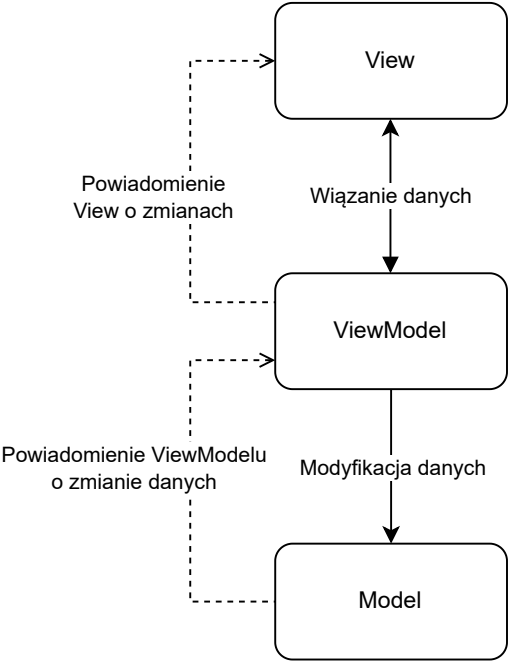 View
Powiadomienie
View o zmianach
Wiązanie danych
ViewModel
Powiadomienie ViewModelu
o zmianie danych
Modyfikacja danych
Model